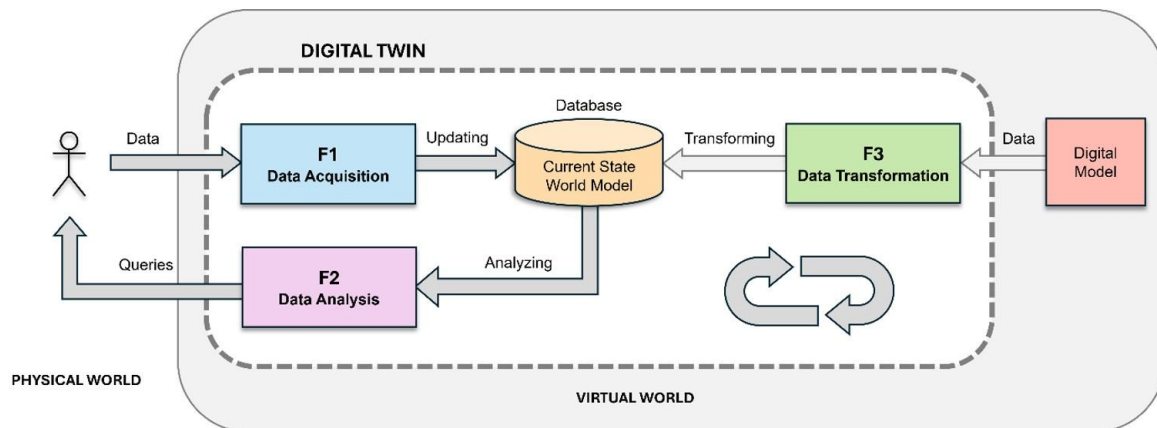 DIGITAL TWIN
Database
Data
F1
Data Acquisition
Updating
Current State
World Model
Transforming
F3
Data Transformation
Data
Digital
Model
Queries
F2
Data Analysis
Analyzing
PHYSICAL WORLD
VIRTUAL WORLD